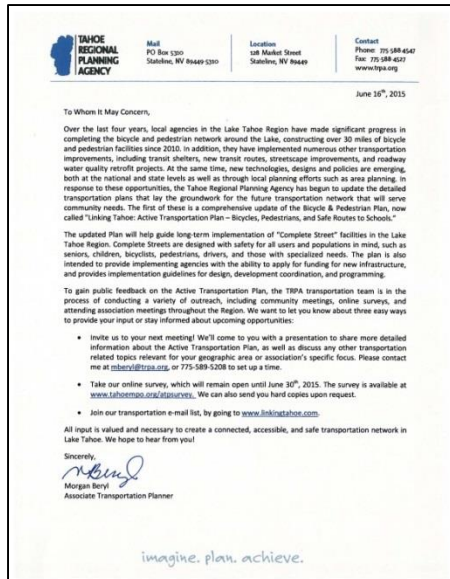 TAHOE
REGIONAL
PLANNING
AGENCY
Mail
PO Box 5310
Stateline, NV 89449-5310
Location
128 Market Street
Stateline, NV 89449
Contact
Phone: 775-588-4547
Fax: 775-588-4527
www.trpa.org
June 16th, 2015
To Whom It May Concern,
Over the last four years, local agencies in the Lake Tahoe Region have made significant progress in
completing the bicycle and pedestrian network around the Lake, constructing over 30 miles of bicycle
and pedestrian facilities since 2010. In addition, they have implemented numerous other transportation
improvements, including transit shelters, new transit routes, streetscape improvements, and roadway
water quality retrofit projects. At the same time, new technologies, designs and policies are emerging,
both at the national and state levels as well as through local planning efforts such as area planning. In
response to these opportunities, the Tahoe Regional Planning Agency has begun to update the detailed
transportation plans that lay the groundwork for the future transportation network that will serve
community needs. The first of these is a comprehensive update of the Bicycle & Pedestrian Plan, now
called "Linking Tahoe: Active Transportation Plan – Bicycles, Pedestrians, and Safe Routes to Schools."
The updated Plan will help guide long-term implementation of "Complete Street" facilities in the Lake
Tahoe Region. Complete Streets are designed with safety for all users and populations in mind, such as
seniors, children, bicyclists, pedestrians, drivers, and those with specialized needs. The plan is also
intended to provide implementing agencies with the ability to apply for funding for new infrastructure,
and provides implementation guidelines for design, development coordination, and programming.
To gain public feedback on the Active Transportation Plan, the TRPA transportation team is in the
process of conducting a variety of outreach, including community meetings, online surveys, and
attending association meetings throughout the Region. We want to let you know about three easy ways
to provide your input or stay informed about upcoming opportunities:
• Invite us to your next meeting! We'll come to you with a presentation to share more detailed
information about the Active Transportation Plan, as well as discuss any other transportation
related topics relevant for your geographic area or association's specific focus. Please contact
me at mberyl@trpa.org, or 775-589-5208 to set up a time.
• Take our online survey, which will remain open until June 30th, 2015. The survey is available at
www.tahoempo.org/atpsurvey. We can also send you hard copies upon request.
• Join our transportation e-mail list, by going to www.linkingtahoe.com.
All input is valued and necessary to create a connected, accessible, and safe transportation network in
Lake Tahoe. We hope to hear from you!
Sincerely,
MBeryl
Morgan Beryl
Associate Transportation Planner
imagine. plan. achieve.